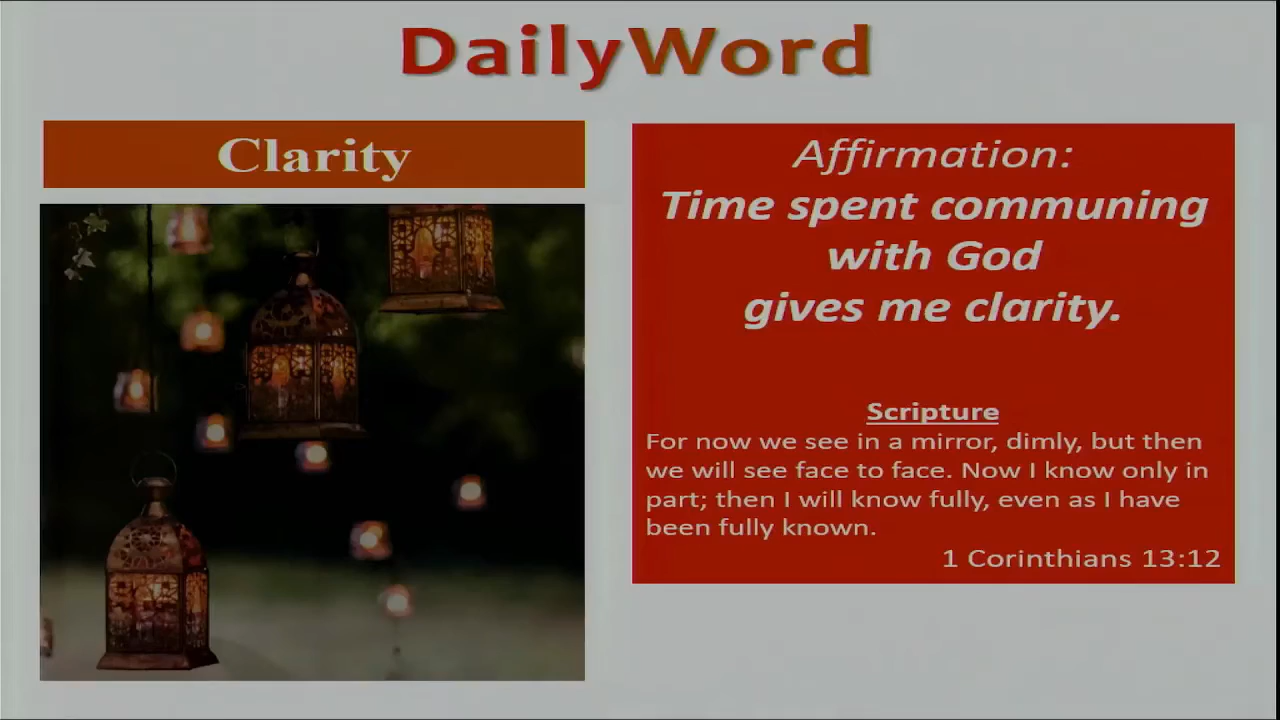 DailyWord
Clarity
Affirmation:
Time spent communing
with God
gives me clarity.
Scripture
For now we see in a mirror, dimly, but then
we will see face to face. Now I know only in
part; then I will know fully, even as I have
been fully known.
1 Corinthians 13:12